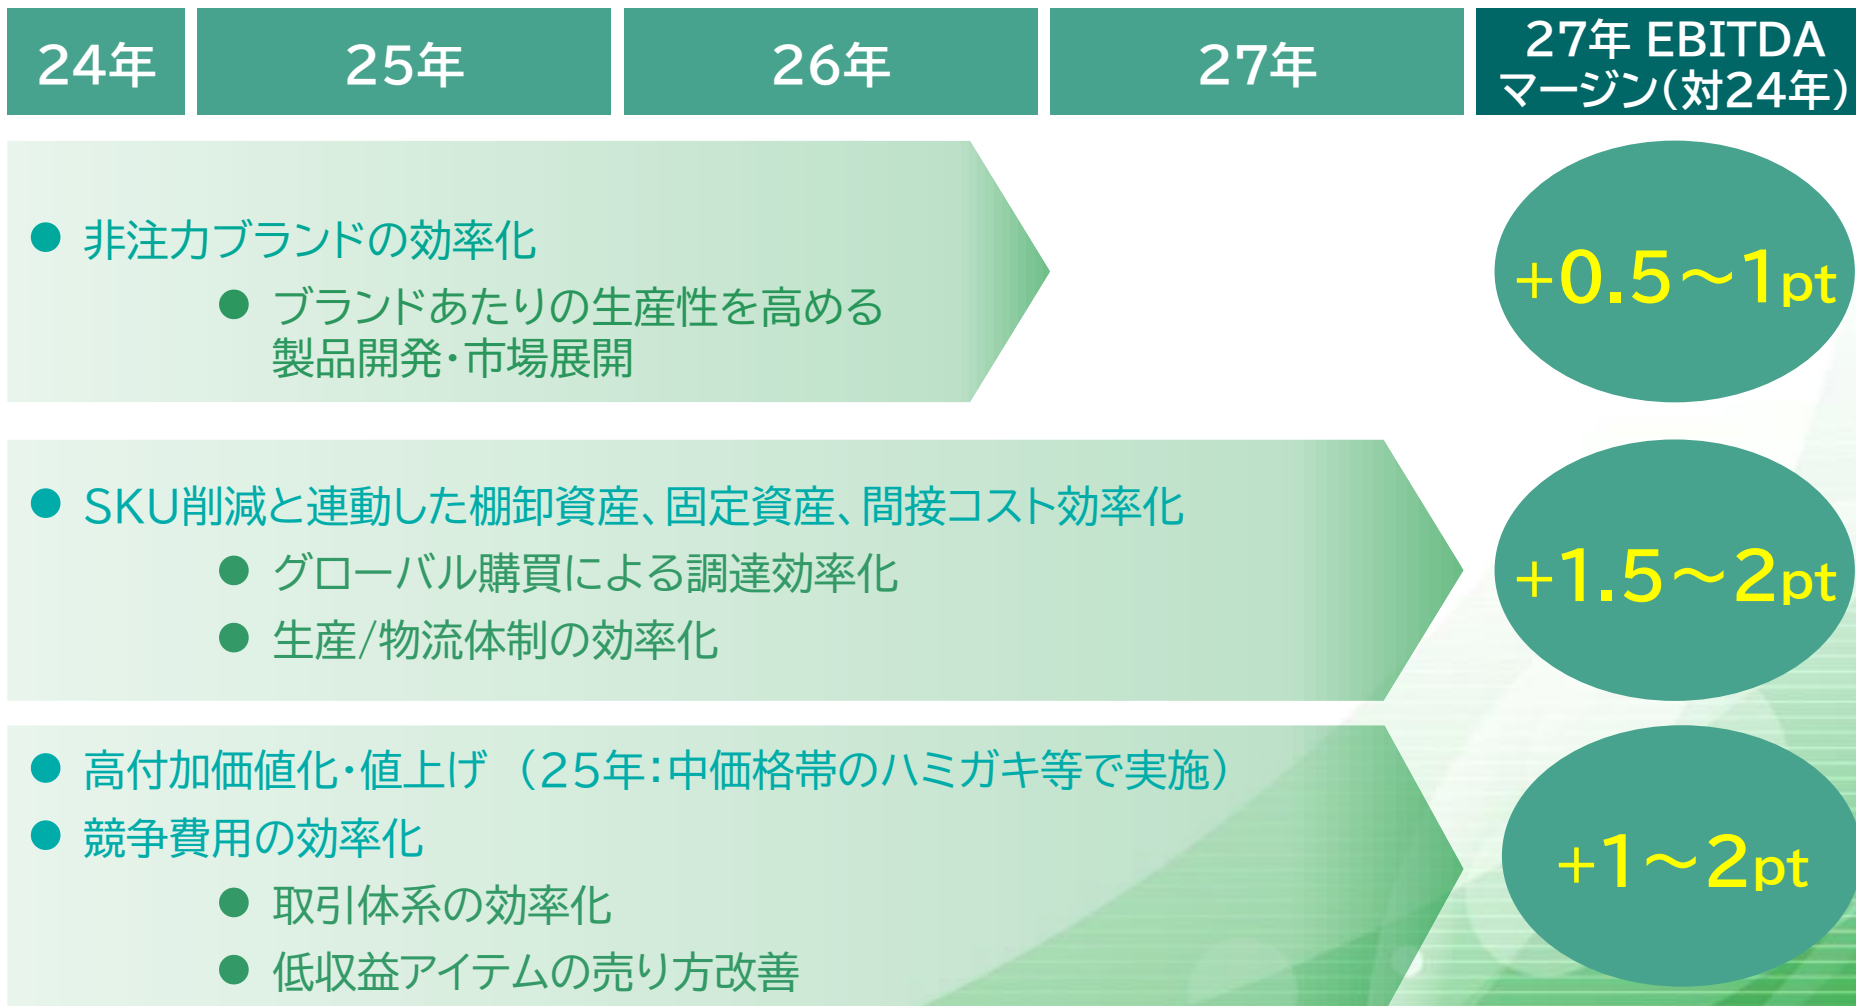 24年
25年
26年
27年
27年 EBITDA
マージン(対24年)
● 非注力ブランドの効率化
● ブランドあたりの生産性を高める
製品開発・市場展開
+0.5～1pt
● SKU削減と連動した棚卸資産、固定資産、間接コスト効率化
● グローバル購買による調達効率化
● 生産/物流体制の効率化
+1.5～2pt
● 高付加価値化・値上げ （25年：中価格帯のハミガキ等で実施）
● 競争費用の効率化
● 取引体系の効率化
● 低収益アイテムの売り方改善
+1～2pt